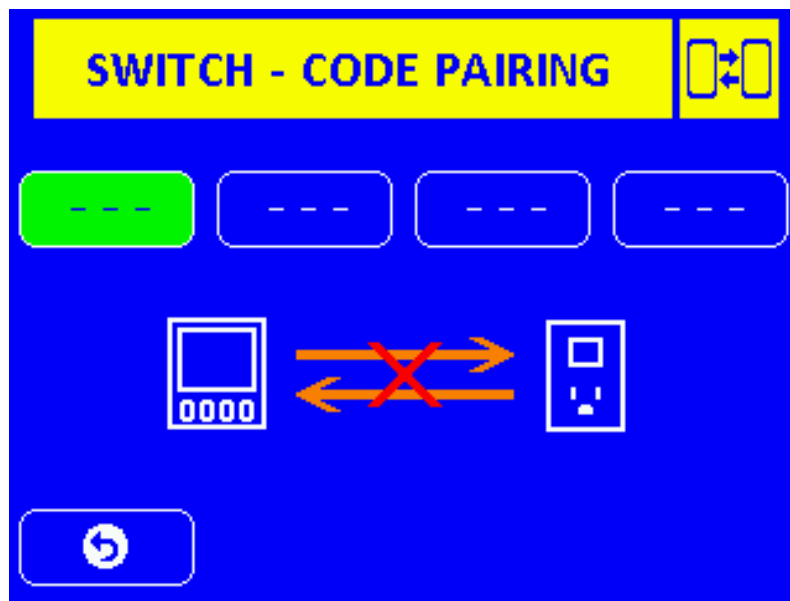 SWITCH - CODE PAIRING
--- --- --- ---
0000